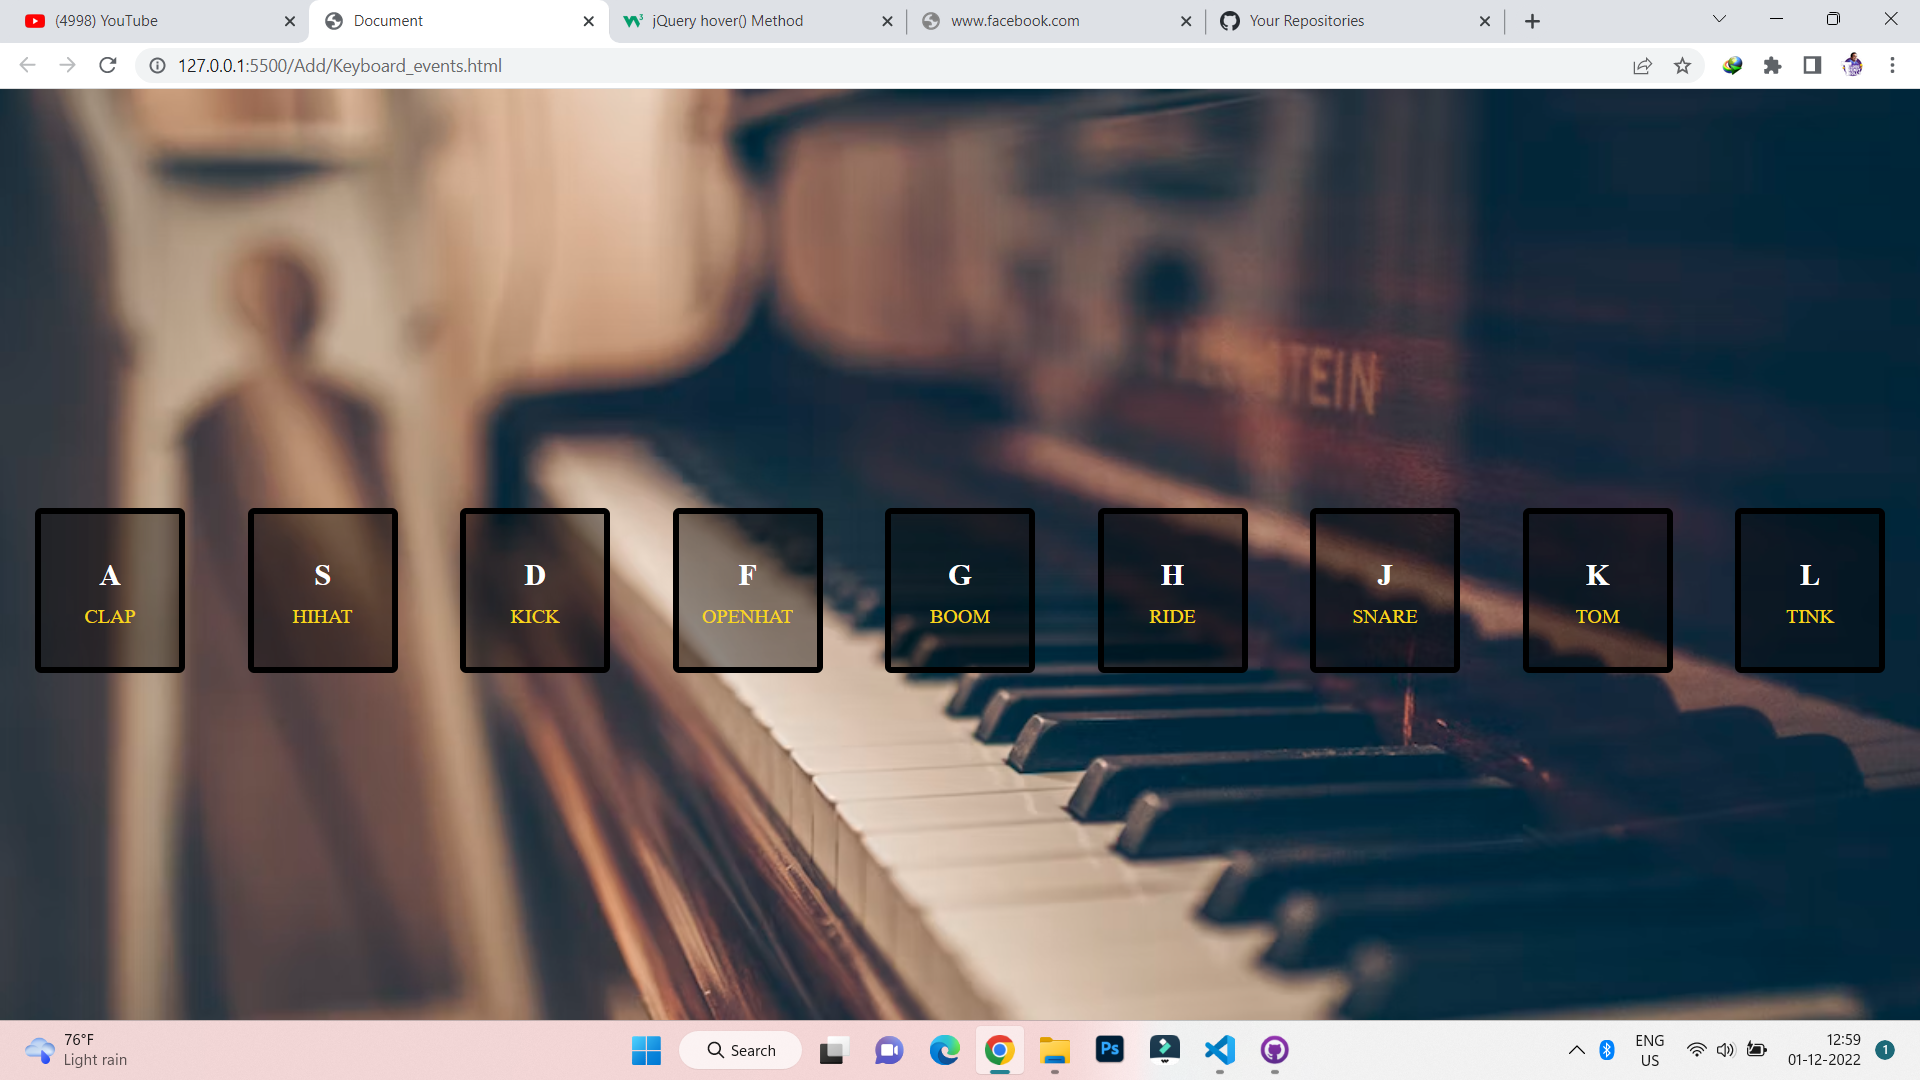 (4998) YouTube
Document
jQuery hover() Method
www.facebook.com
Your Repositories
127.0.0.1:5500/Add/Keyboard_events.html
A
CLAP
S
HIHAT
D
KICK
F
OPENHAT
G
BOOM
H
RIDE
J
SNARE
K
TOM
L
TINK
76°F
Light rain
Search
Ps
ENG
US
12:59
01-12-2022
1